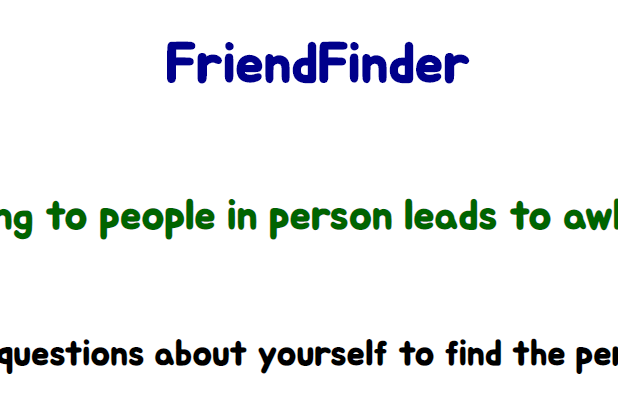 FriendFinder
ng to people in person leads to awk
questions about yourself to find the per